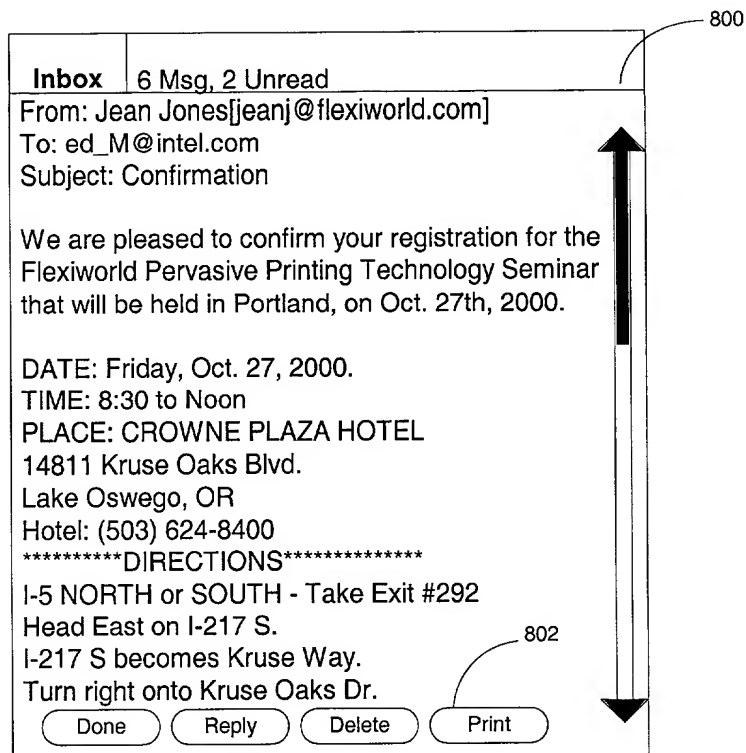 800
Inbox 6 Msg, 2 Unread
From: Jean Jones[jeanj@flexiworld.com]
To: ed_M@intel.com
Subject: Confirmation
We are pleased to confirm your registration for the
Flexiworld Pervasive Printing Technology Seminar
that will be held in Portland, on Oct. 27th, 2000.
DATE: Friday, Oct. 27, 2000.
TIME: 8:30 to Noon
PLACE: CROWNE PLAZA HOTEL
14811 Kruse Oaks Blvd.
Lake Oswego, OR
Hotel: (503) 624-8400
**********DIRECTIONS**************
I-5 NORTH or SOUTH - Take Exit #292
Head East on I-217 S.
802
I-217 S becomes Kruse Way.
Turn right onto Kruse Oaks Dr.
Done Reply Delete Print